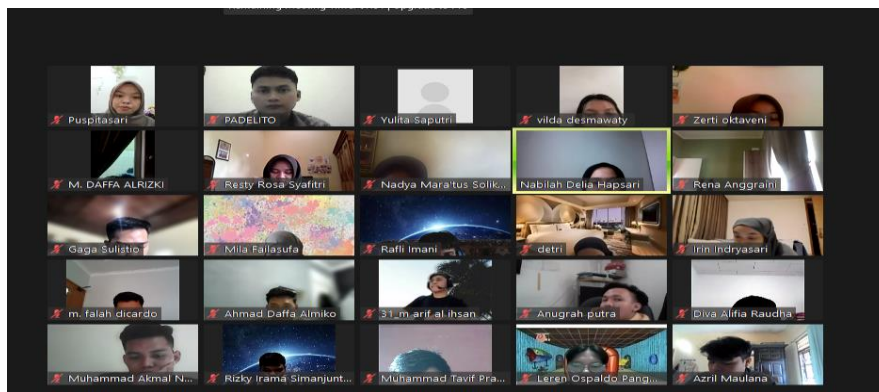 Puspitasari
PADELITO
Yulita Saputri
vilda desmawaty
Zerti oktaveni
M. DAFFA ALRIZKI
Resty Rosa Syafitri
Nadya Mara'tus Solik...
Nabilah Delia Hapsari
Rena Anggraini
Gaga Sulistio
Mila Failasufa
Rafli Imani
detri
Irin Indryasari
m. falah dicardo
Ahmad Daffa Almiko
31_m arif al ihsan
Anugrah putra
Diva Alifia Raudha
Muhammad Akmal N...
Rizky Irama Simanjunt...
Muhammad Tavif Pra...
Leren Ospaldo Pang...
Azril Maulana